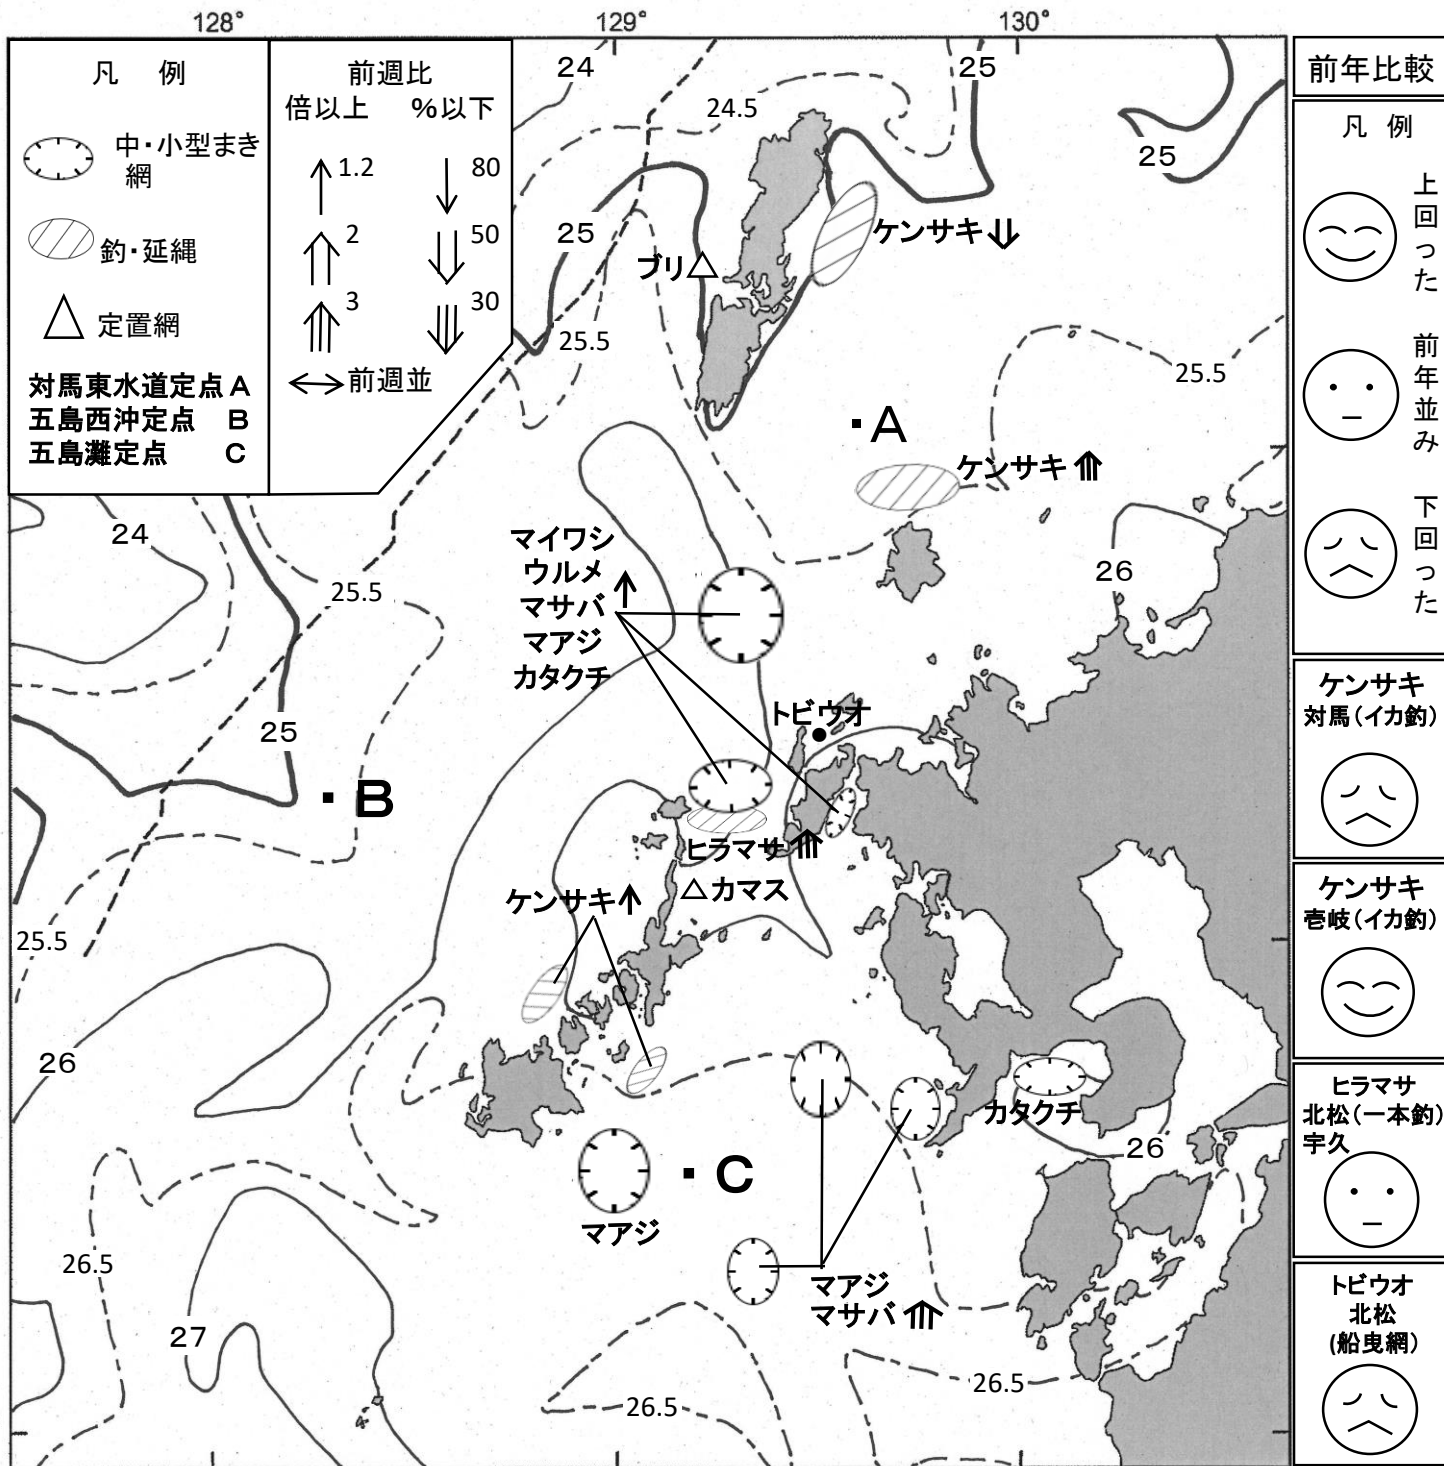 128°
129°
130°
凡 例
中・小型まき
網
釣・延縄
定置網
対馬東水道定点 A
五島西沖定点 B
五島灘定点 C
前週比
倍以上 %以下
1.2 80
2 50
3 30
前週並
24
25
24.5
25
25
ケンサキ
ブリ
25.5
25.5
A
ケンサキ
24
25.5
マイワシ
ウルメ
マサバ
マアジ
カタクチ
26
トビウオ
25
B
ヒラマサ
カマス
ケンサキ
25.5
26
カタクチ
26
C
マアジ
26.5
マアジ
マサバ
27
26.5
26.5
前年比較
凡 例
上回った
前年並み
下回った
ケンサキ
対馬(イカ釣)
ケンサキ
壱岐(イカ釣)
ヒラマサ
北松(一本釣)
宇久
トビウオ
北松
(船曳網)